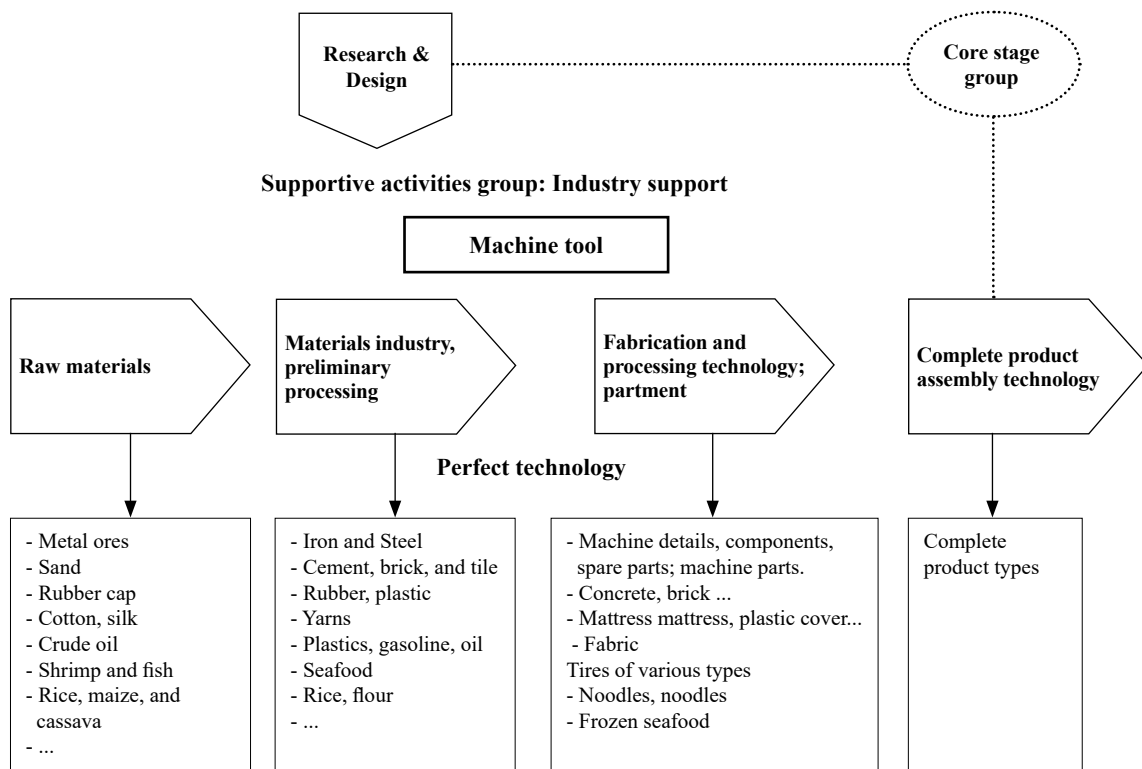 Research &
Design
Core stage
group
Supportive activities group: Industry support
Machine tool
Raw materials
Materials industry,
preliminary
processing
Fabrication and
processing technology;
partment
Complete product
assembly technology
Perfect technology
- Metal ores
- Sand
- Rubber cap
- Cotton, silk
- Crude oil
- Shrimp and fish
- Rice, maize, and
cassava
- ...
- Iron and Steel
- Cement, brick, and tile
- Rubber, plastic
- Yarns
- Plastics, gasoline, oil
- Seafood
- Rice, flour
- ...
- Machine details, components,
spare parts; machine parts.
- Concrete, brick ...
- Mattress mattress, plastic cover...
- Fabric
Tires of various types
- Noodles, noodles
- Frozen seafood
Complete
product types